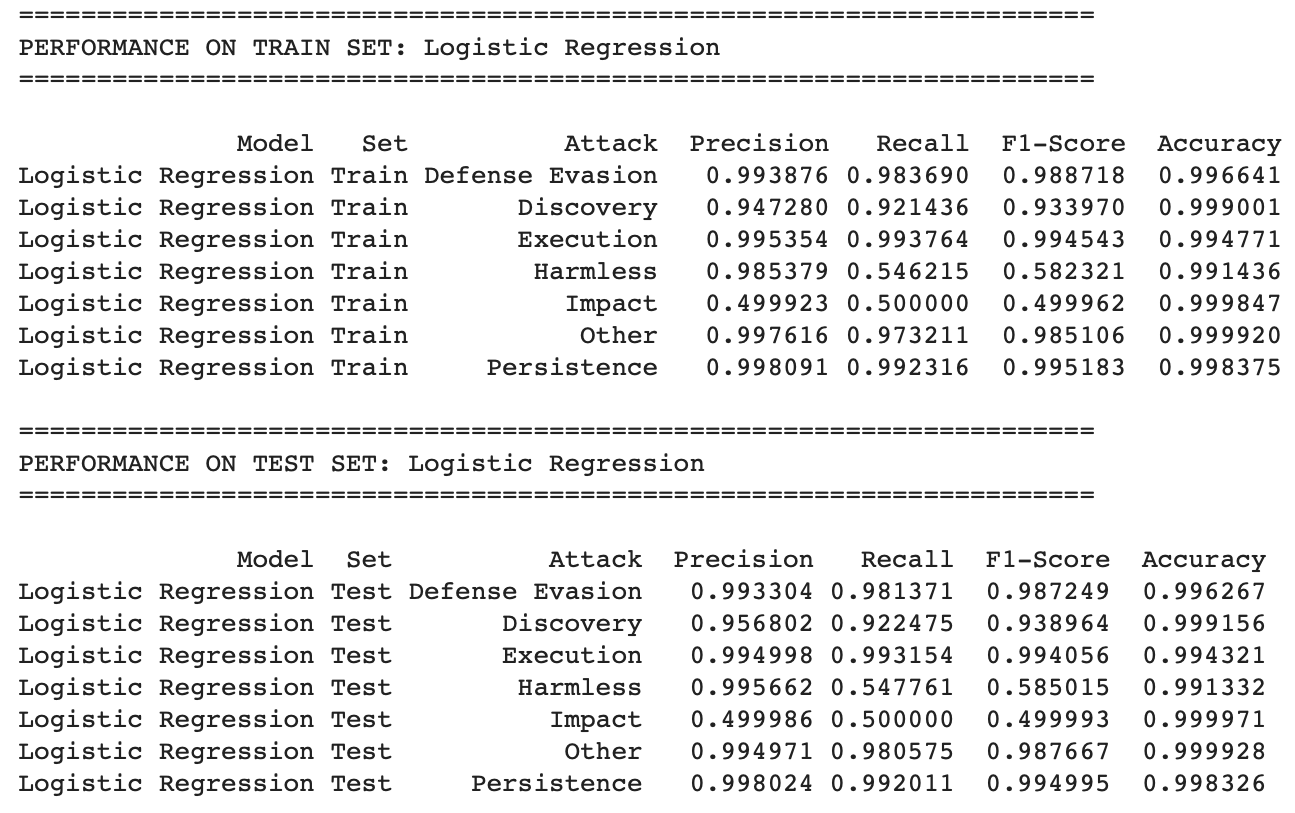 =====================================================================
PERFORMANCE ON TRAIN SET: Logistic Regression
=====================================================================
Model Set Attack Precision Recall F1-Score Accuracy
Logistic Regression Train Defense Evasion 0.993876 0.983690 0.988718 0.996641
Logistic Regression Train Discovery 0.947280 0.921436 0.933970 0.999001
Logistic Regression Train Execution 0.995354 0.993764 0.994543 0.994771
Logistic Regression Train Harmless 0.985379 0.546215 0.582321 0.991436
Logistic Regression Train Impact 0.499923 0.500000 0.499962 0.999847
Logistic Regression Train Other 0.997616 0.973211 0.985106 0.999920
Logistic Regression Train Persistence 0.998091 0.992316 0.995183 0.998375
=====================================================================
PERFORMANCE ON TEST SET: Logistic Regression
=====================================================================
Model Set Attack Precision Recall F1-Score Accuracy
Logistic Regression Test Defense Evasion 0.993304 0.981371 0.987249 0.996267
Logistic Regression Test Discovery 0.956802 0.922475 0.938964 0.999156
Logistic Regression Test Execution 0.994998 0.993154 0.994056 0.994321
Logistic Regression Test Harmless 0.995662 0.547761 0.585015 0.991332
Logistic Regression Test Impact 0.499986 0.500000 0.499993 0.999971
Logistic Regression Test Other 0.994971 0.980575 0.987667 0.999928
Logistic Regression Test Persistence 0.998024 0.992011 0.994995 0.998326